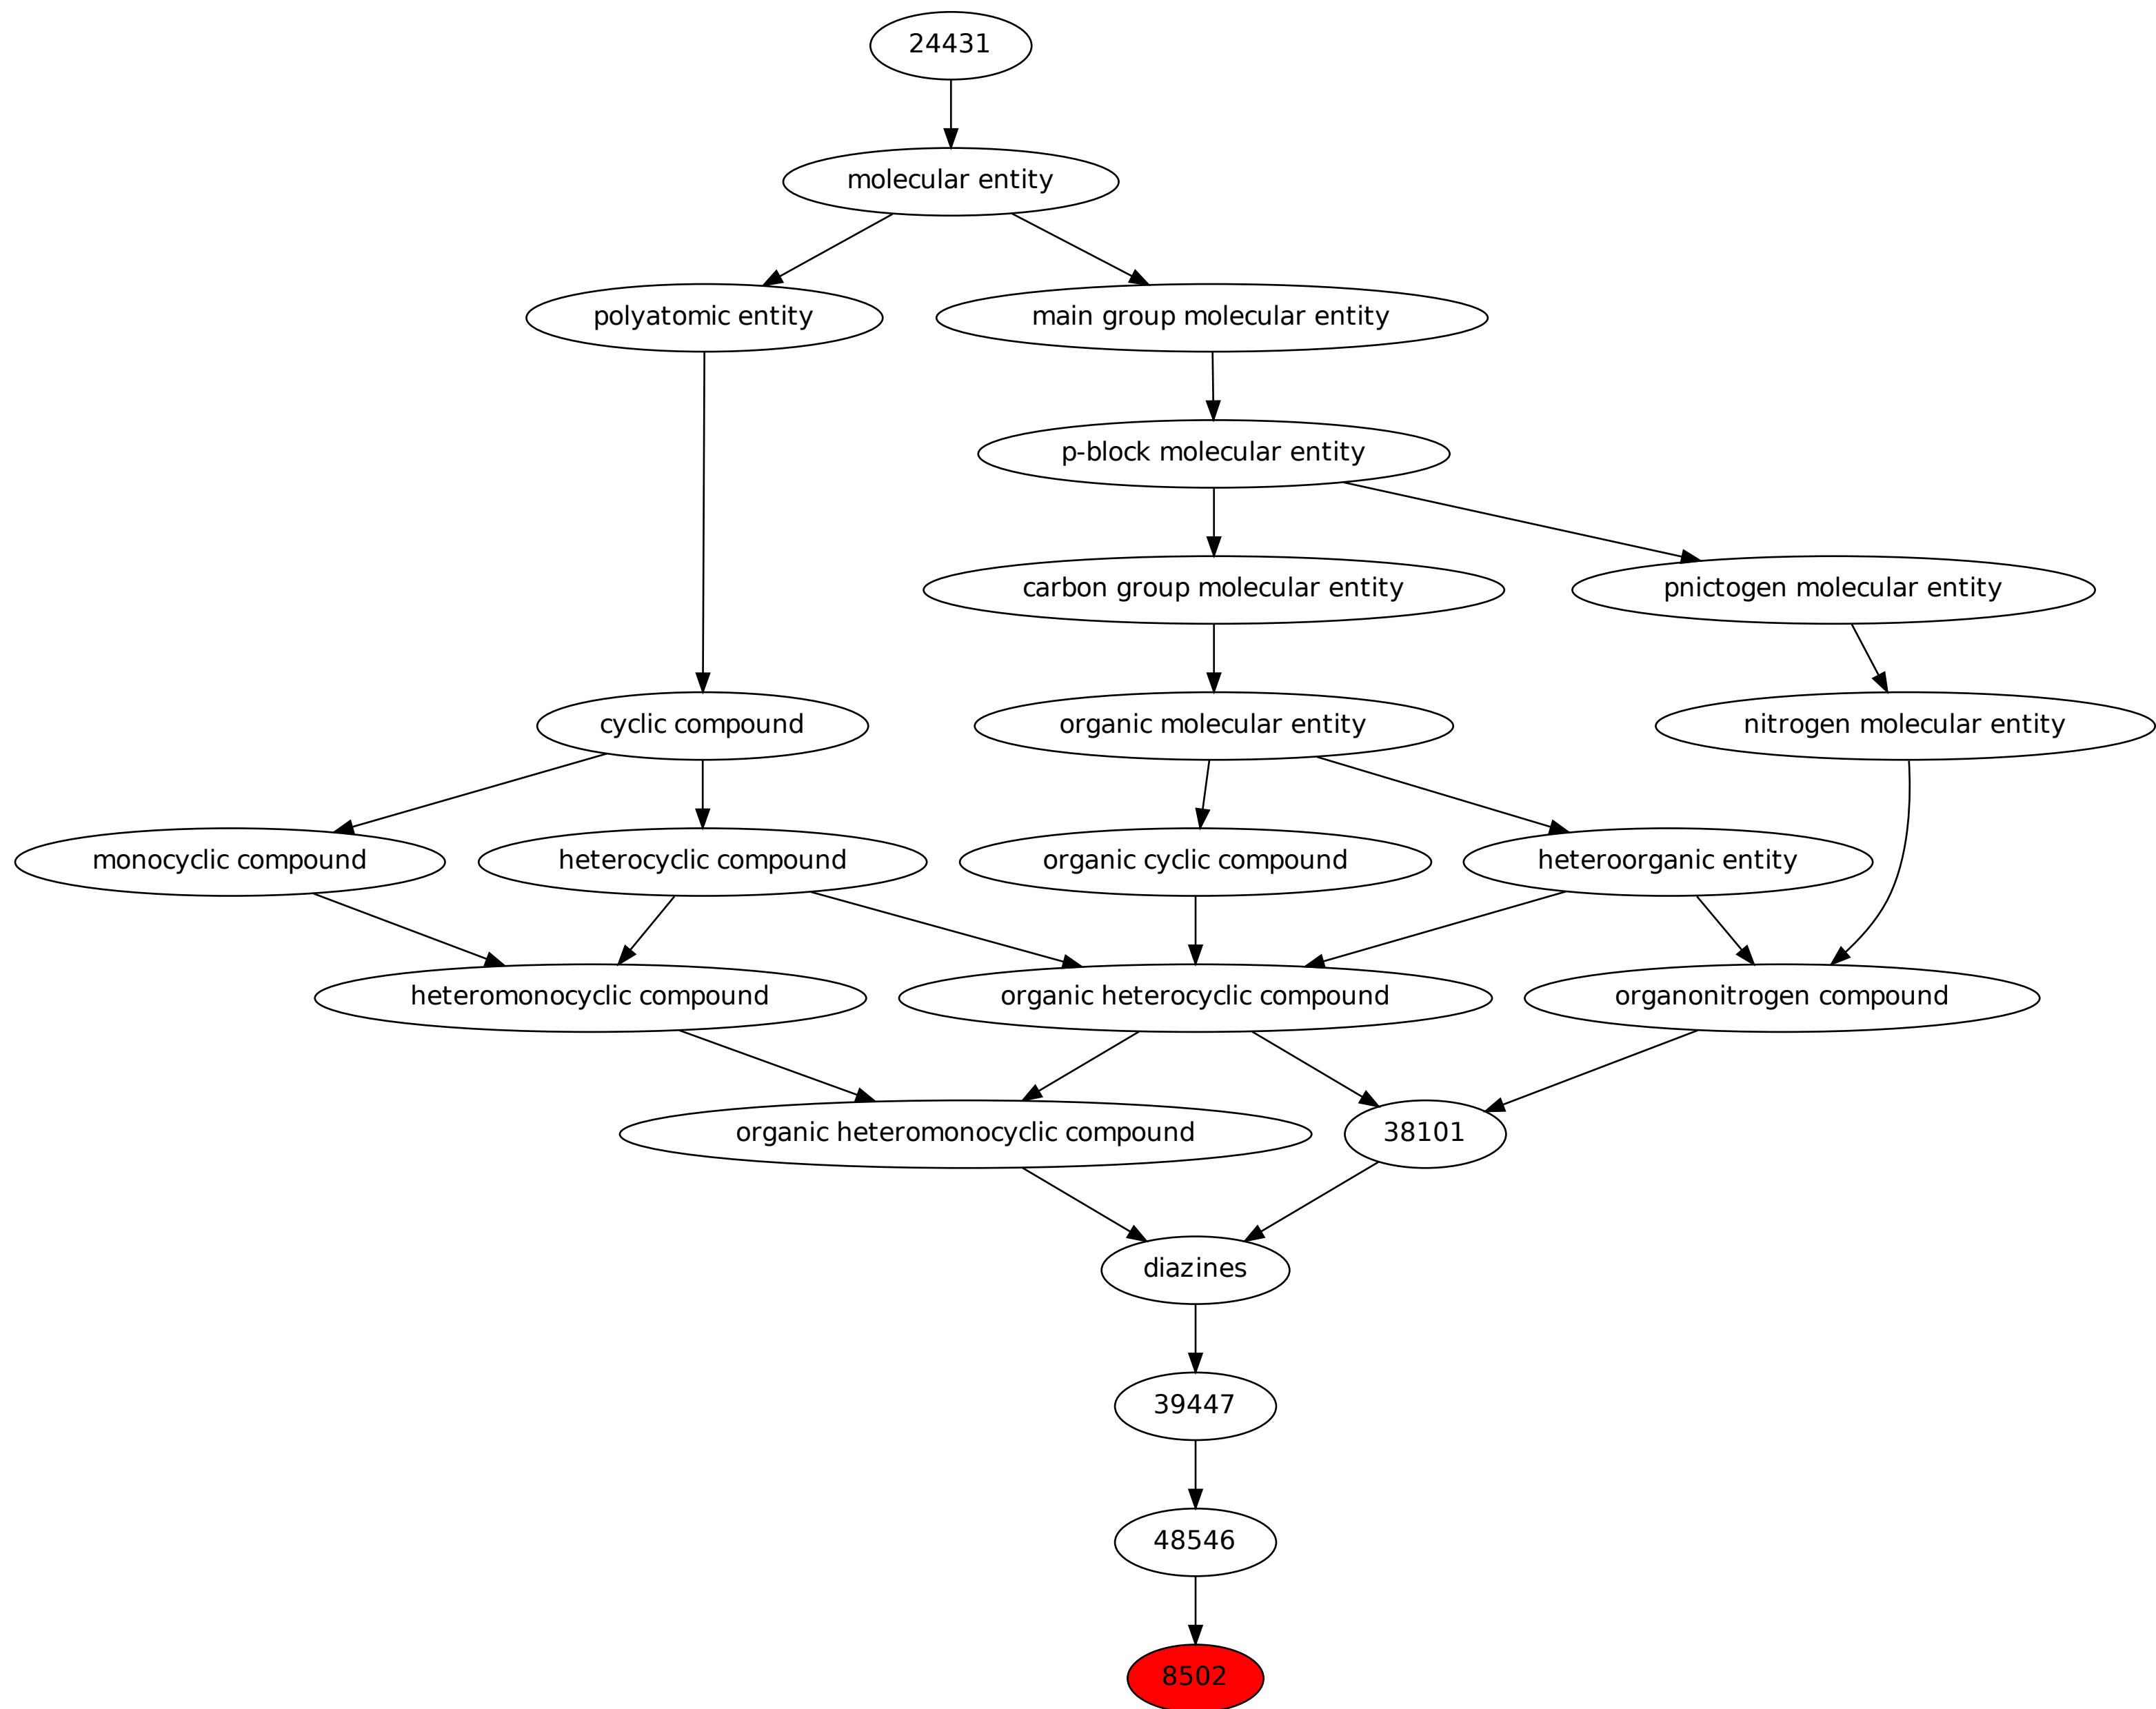 24431
molecular entity
polyatomic entity
main group molecular entity
p-block molecular entity
carbon group molecular entity
pnictogen molecular entity
cyclic compound
organic molecular entity
nitrogen molecular entity
monocyclic compound
heterocyclic compound
organic cyclic compound
heteroorganic entity
heteromonocyclic compound
organic heterocyclic compound
organonitrogen compound
organic heteromonocyclic compound
38101
diazines
39447
48546
8502